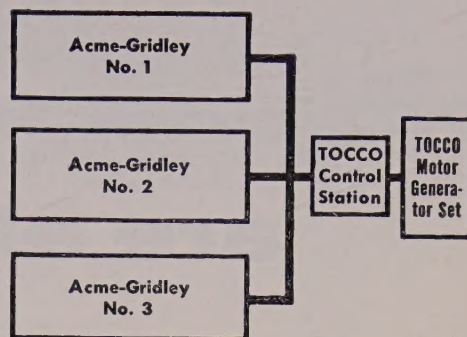 Acme-Gridley
No. 1
Acme-Gridley
No. 2
Acme-Gridley
No. 3
TOCCO
Control
Station
TOCCO
Motor
Genera-
tor Set